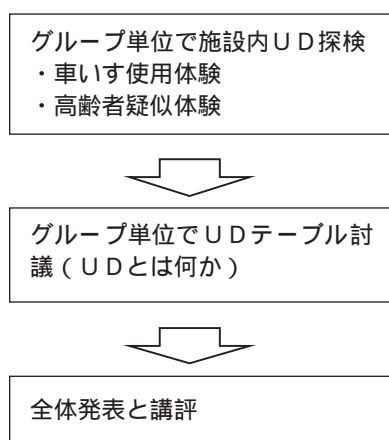 グループ単位で施設内ＵＤ探検
・車いす使用体験
・高齢者疑似体験
グループ単位でＵＤテーブル討
議（ＵＤとは何か）
全体発表と講評